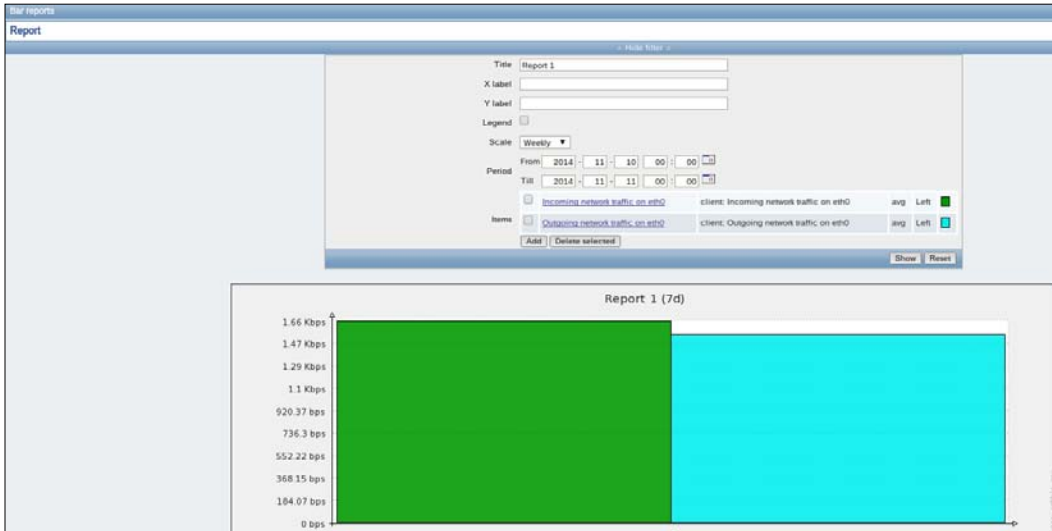 Bar reports
Report
« Hide filter «
Title Report 1
X label
Y label
Legend
Scale Weekly ▼
Period
From 2014 - 11 - 10 00 : 00
Till 2014 - 11 - 11 00 : 00
Items
Incoming network traffic on eth0 client: Incoming network traffic on eth0 avg Left
Outgoing network traffic on eth0 client: Outgoing network traffic on eth0 avg Left
Add Delete selected
Show Reset
Report 1 (7d)
1.66 Kbps
1.47 Kbps
1.29 Kbps
1.1 Kbps
920.37 bps
736.3 bps
552.22 bps
368.15 bps
184.07 bps
0 bps